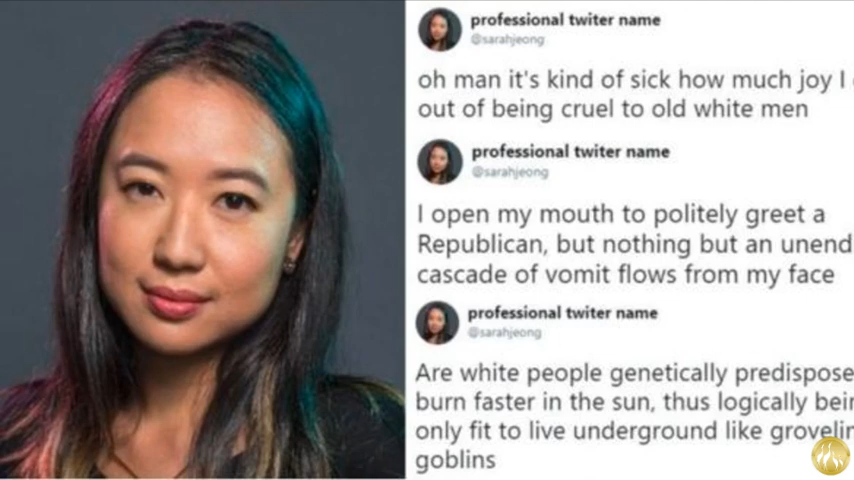 professional twiter name
@sarahjeong
oh man it's kind of sick how much joy I
out of being cruel to old white men
professional twiter name
@sarahjeong
I open my mouth to politely greet a
Republican, but nothing but an unend
cascade of vomit flows from my face
professional twiter name
@sarahjeong
Are white people genetically predispose
burn faster in the sun, thus logically bein
only fit to live underground like grovelin
goblins